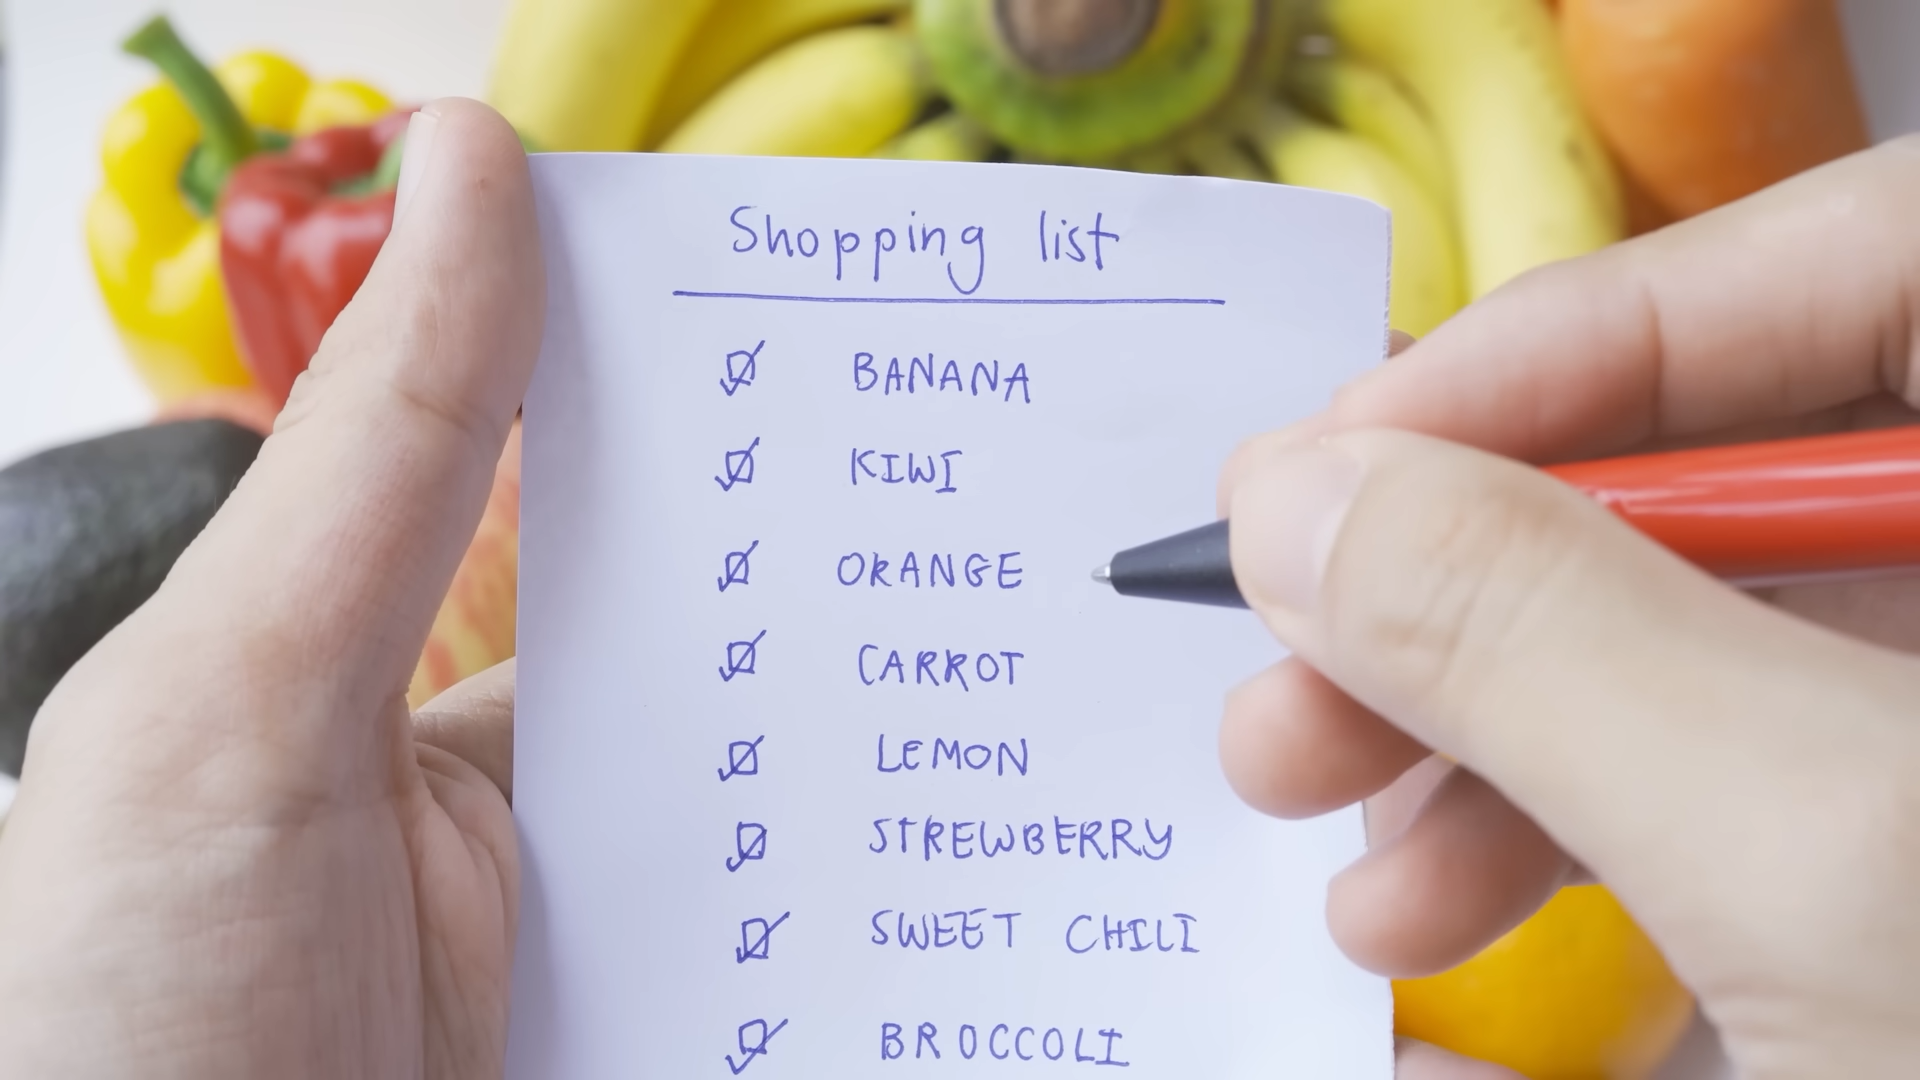 Shopping list
BANANA
KIWI
ORANGE
CARROT
LEMON
STREWBERRY
SWEET CHILI
BROCCOLI